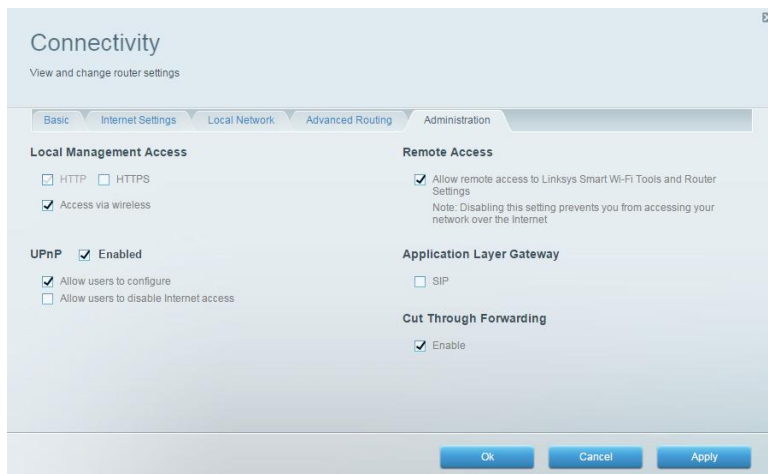 Connectivity
View and change router settings
Basic
Internet Settings
Local Network
Advanced Routing
Administration
Local Management Access
HTTP
HTTPS
Access via wireless
UPnP
Enabled
Allow users to configure
Allow users to disable Internet access
Remote Access
Allow remote access to Linksys Smart Wi-Fi Tools and Router
Settings
Note: Disabling this setting prevents you from accessing your
network over the Internet
Application Layer Gateway
SIP
Cut Through Forwarding
Enable
Ok
Cancel
Apply